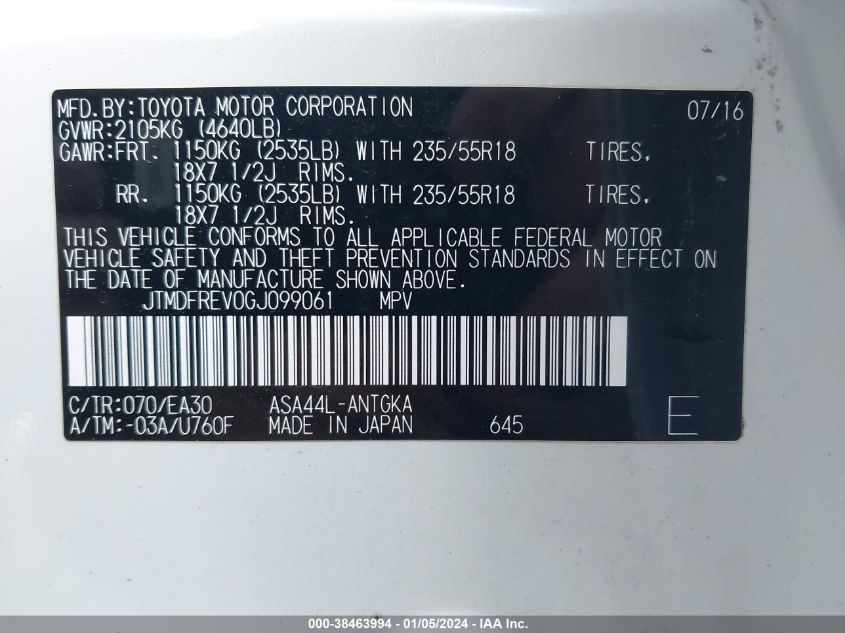 MFD.BY:TOYOTA MOTOR CORPORATION 07/16
GVWR:2105KG (4640LB)
GAWR:FRT. 1150KG (2535LB) WITH 235/55R18 TIRES,
18X7 1/2J RIMS.
RR. 1150KG (2535LB) WITH 235/55R18 TIRES,
18X7 1/2J RIMS.
THIS VEHICLE CONFORMS TO ALL APPLICABLE FEDERAL MOTOR
VEHICLE SAFETY AND THEFT PREVENTION STANDARDS IN EFFECT ON
THE DATE OF MANUFACTURE SHOWN ABOVE.
JTMDFREV0GJ099061 MPV
C/TR:070/EA30 ASA44L-ANTGKA
A/TM:-03A/U760F MADE IN JAPAN 645 E
000-38463994 - 01/05/2024 - IAA Inc.